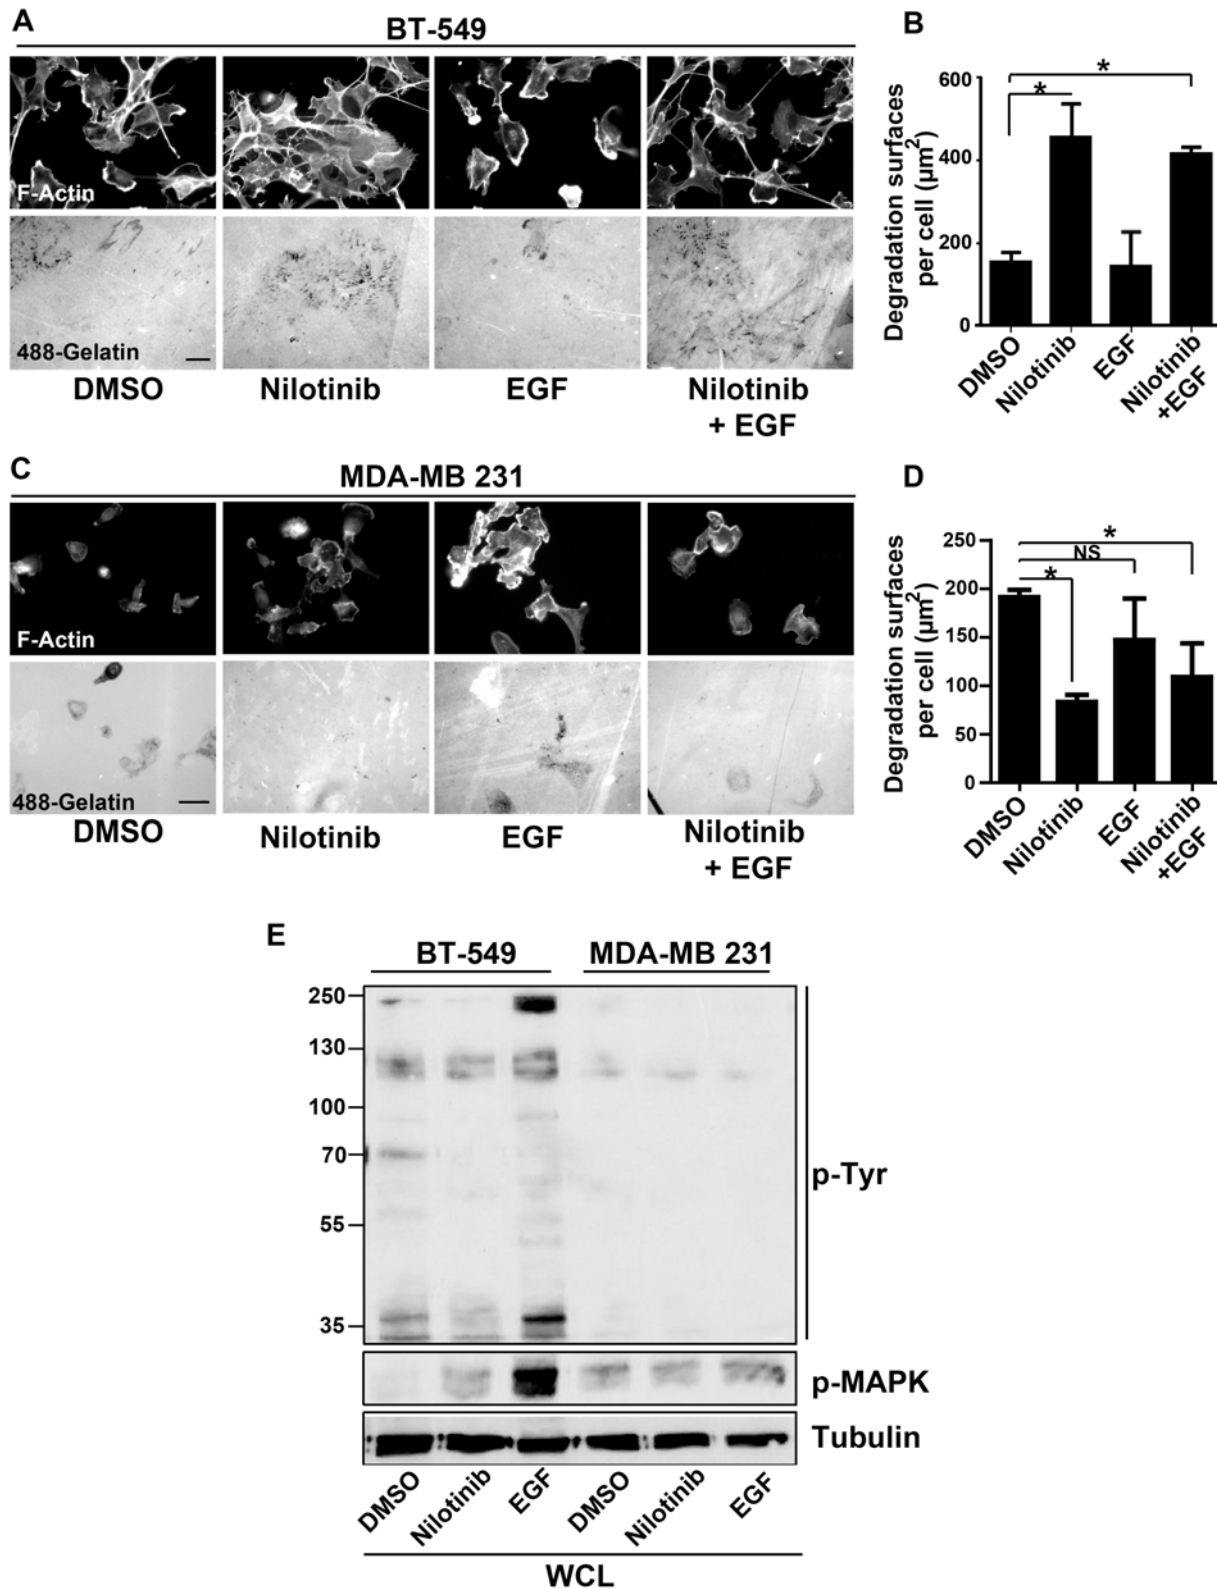 A
BT-549
F-Actin
488-Gelatin
DMSO
Nilotinib
EGF
Nilotinib
+ EGF
B
Degradation surfaces
per cell (µm²)
600
400
200
0
*
*
DMSO
Nilotinib
EGF
Nilotinib
+EGF
C
MDA-MB 231
F-Actin
488-Gelatin
DMSO
Nilotinib
EGF
Nilotinib
+ EGF
D
Degradation surfaces
per cell (µm²)
250
200
150
100
50
0
*
NS
*
DMSO
Nilotinib
EGF
Nilotinib
+EGF
E
BT-549
MDA-MB 231
250
130
100
70
55
35
p-Tyr
p-MAPK
Tubulin
DMSO
Nilotinib
EGF
DMSO
Nilotinib
EGF
WCL